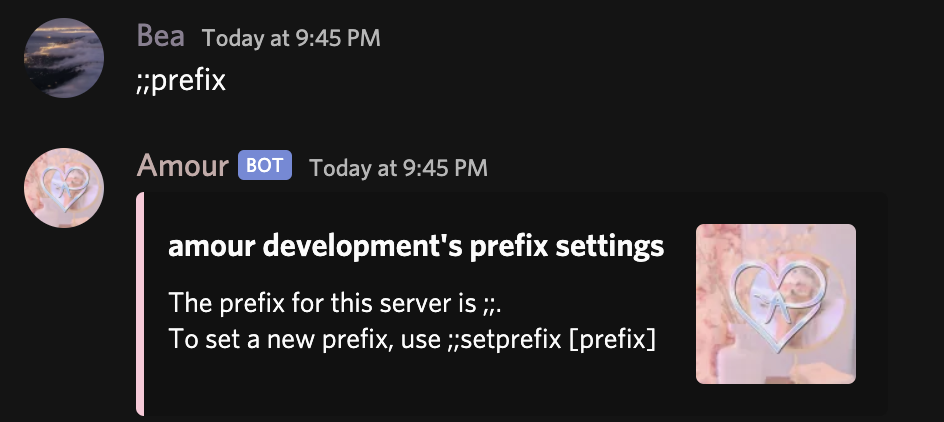 Bea Today at 9:45 PM
;;prefix
Amour BOT Today at 9:45 PM
amour development's prefix settings
The prefix for this server is ;;.
To set a new prefix, use ;;setprefix [prefix]